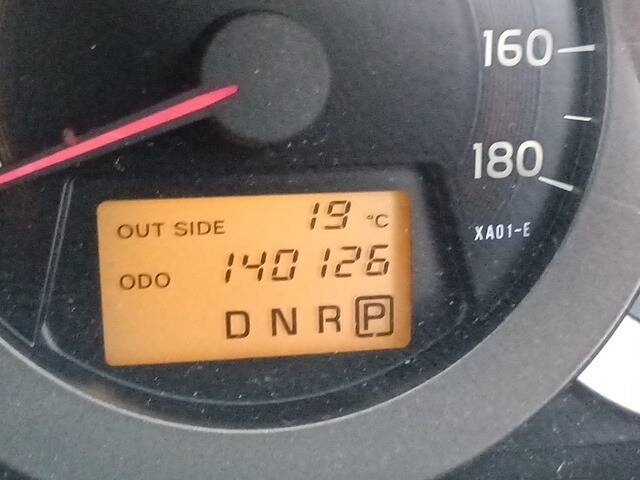 160
180
XA01-E
OUT SIDE 19 °C
ODO 140126
D N R P